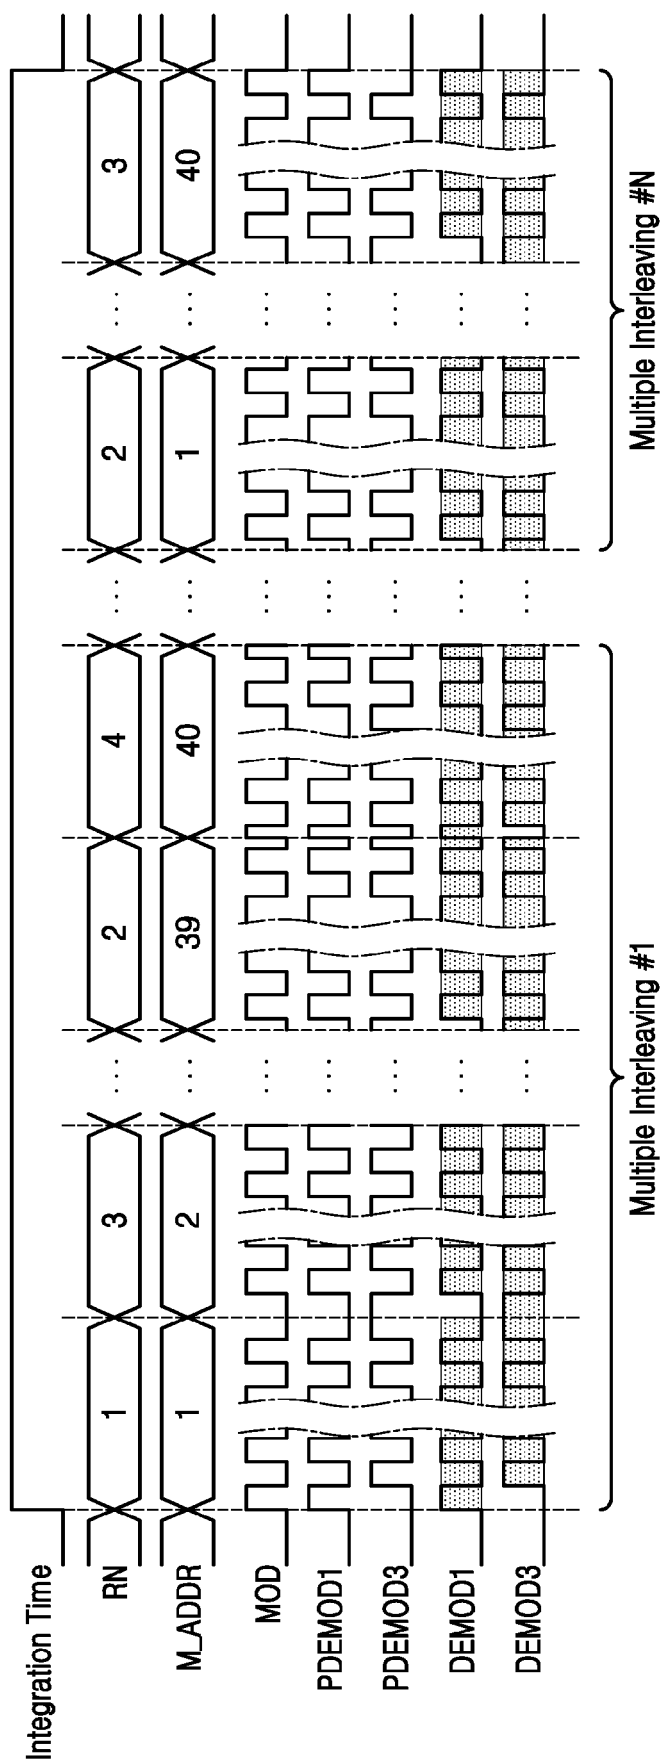 Integration Time
RN 1 3 ... 2 4 ... 2 ... 3
M_ADDR 1 2 ... 39 40 ... 1 ... 40
MOD ... ... ...
PDEMOD1 ... ... ...
PDEMOD3 ... ... ...
DEMOD1 ... ... ...
DEMOD3 ... ... ...
Multiple Interleaving #1 Multiple Interleaving #N